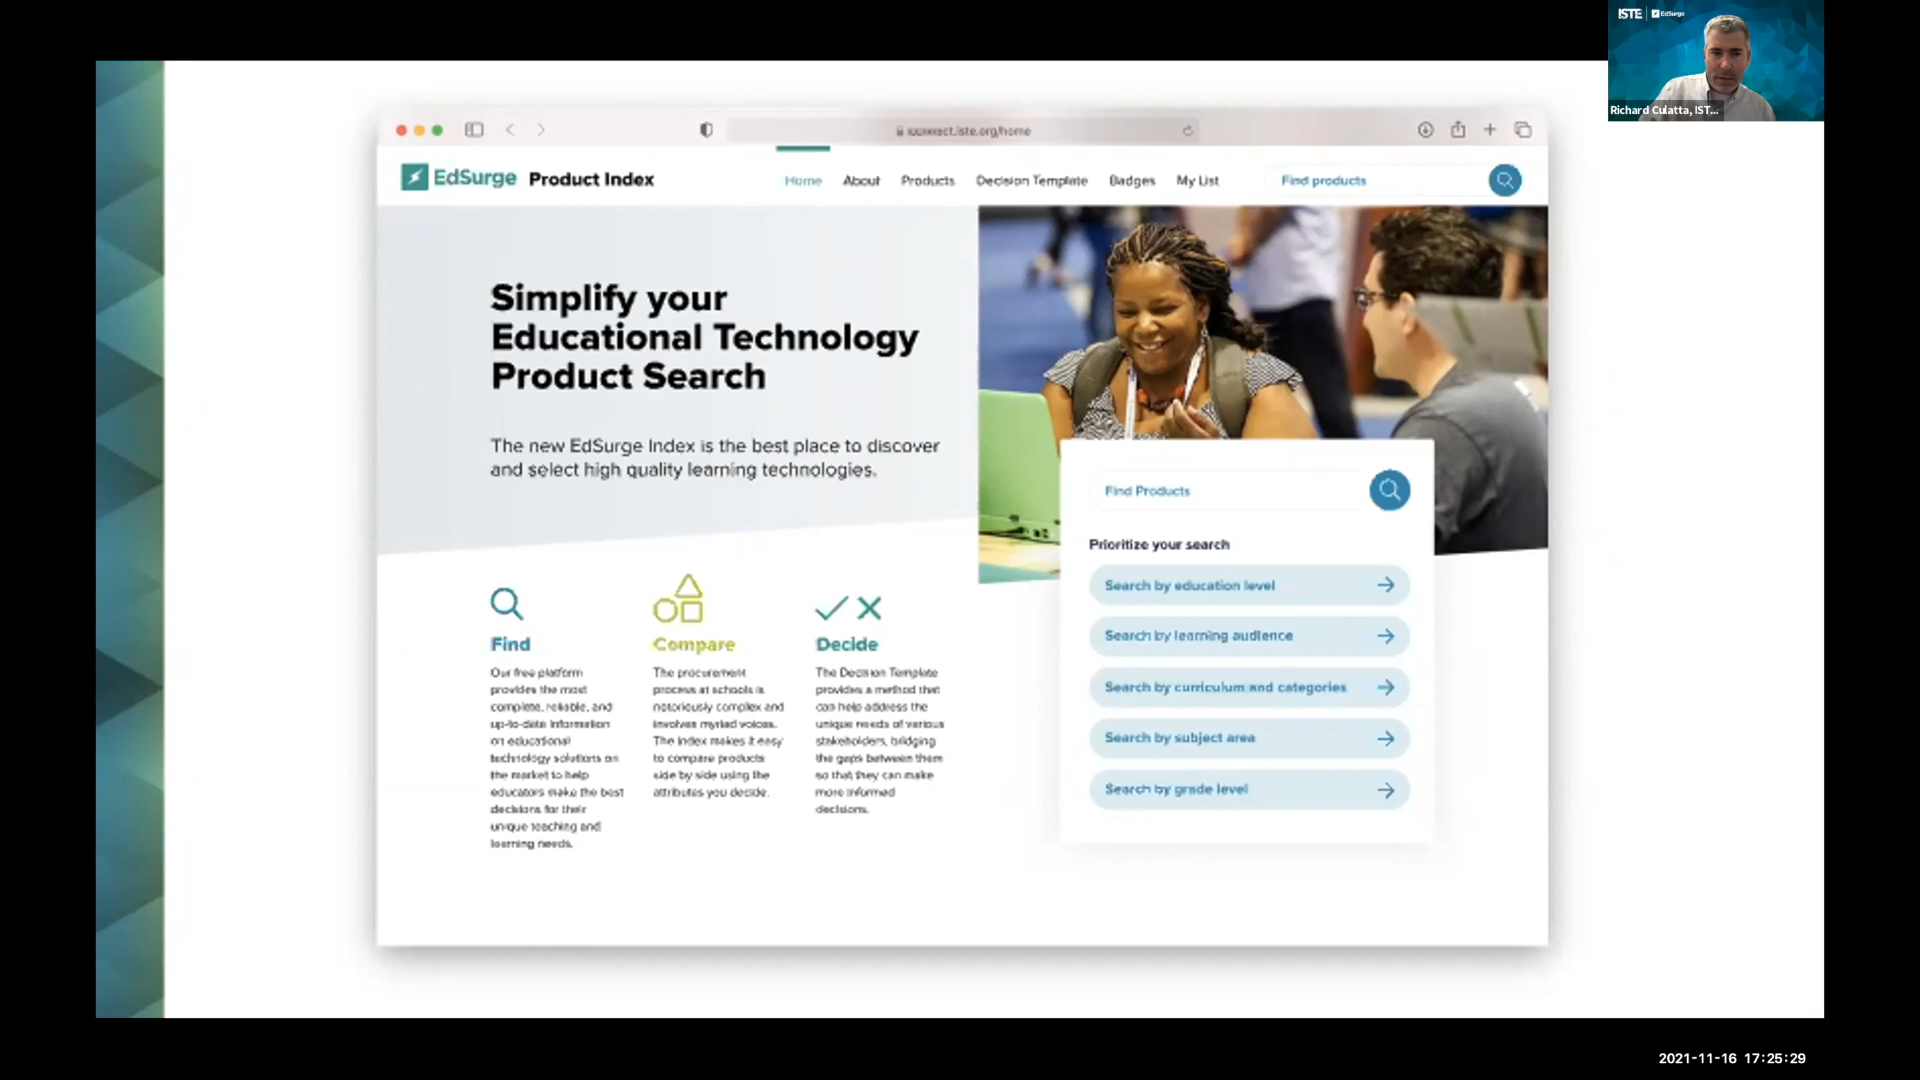 ISTE EdSurge
Richard Culatta, IST...
EdSurge Product Index
Home About Products Decision Template Badges My List Find products
Simplify your
Educational Technology
Product Search
The new EdSurge Index is the best place to discover
and select high quality learning technologies.
Find Products
Prioritize your search
Search by education level
Search by learning audience
Search by curriculum and categories
Search by subject area
Search by grade level
Find
Our free platform
provides the most
complete, reliable, and
up-to-date information
on educational
technology solutions on
the market to help
educators make the best
decisions for their
unique teaching and
learning needs.
Compare
The procurement
process at schools is
notoriously complex and
involves myriad voices.
The Index makes it easy
to compare products
side by side using the
attributes you decide.
Decide
The Decision Template
provides a method that
can help address the
unique needs of various
stakeholders, bridging
the gaps between them
so that they can make
more informed
decisions.
2021-11-16 17:25:29